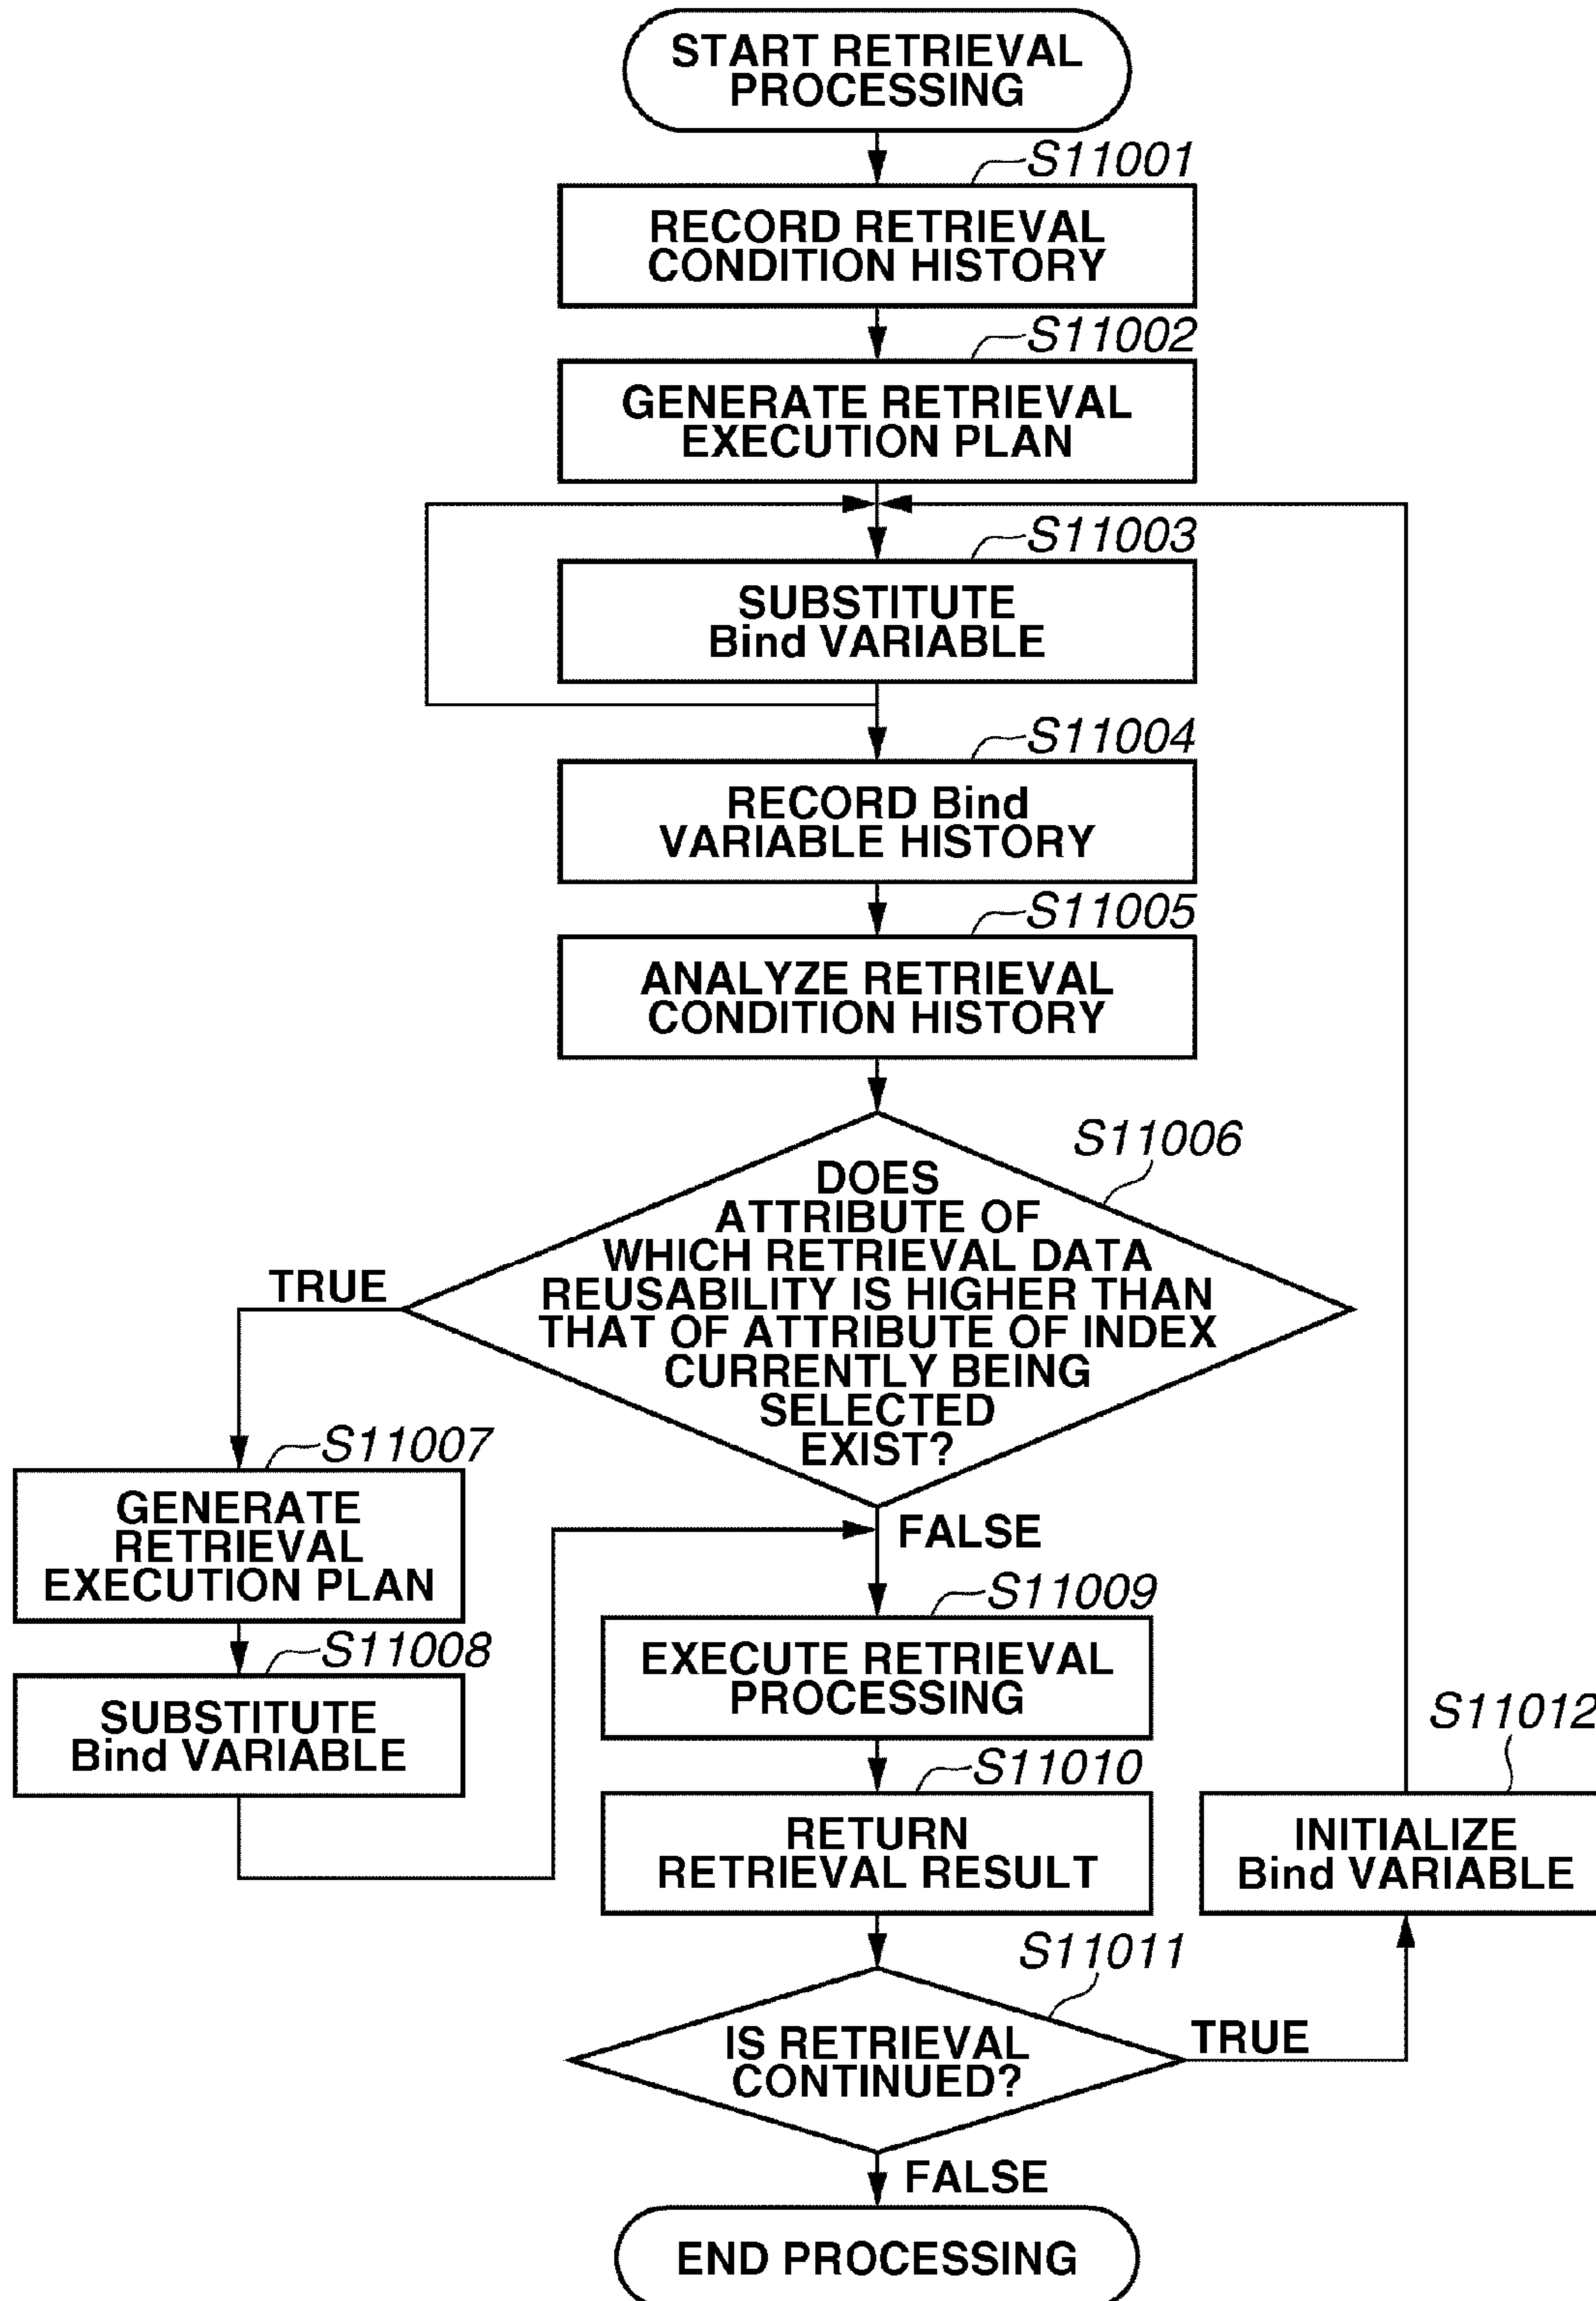 START RETRIEVAL
PROCESSING
S11001
RECORD RETRIEVAL
CONDITION HISTORY
S11002
GENERATE RETRIEVAL
EXECUTION PLAN
S11003
SUBSTITUTE
Bind VARIABLE
S11004
RECORD Bind
VARIABLE HISTORY
S11005
ANALYZE RETRIEVAL
CONDITION HISTORY
S11006
DOES
ATTRIBUTE OF
WHICH RETRIEVAL DATA
REUSABILITY IS HIGHER THAN
THAT OF ATTRIBUTE OF INDEX
CURRENTLY BEING
SELECTED
EXIST?
TRUE
S11007
GENERATE
RETRIEVAL
EXECUTION PLAN
S11008
SUBSTITUTE
Bind VARIABLE
FALSE
S11009
EXECUTE RETRIEVAL
PROCESSING
S11010
RETURN
RETRIEVAL RESULT
S11011
IS RETRIEVAL
CONTINUED?
TRUE
S11012
INITIALIZE
Bind VARIABLE
FALSE
END PROCESSING